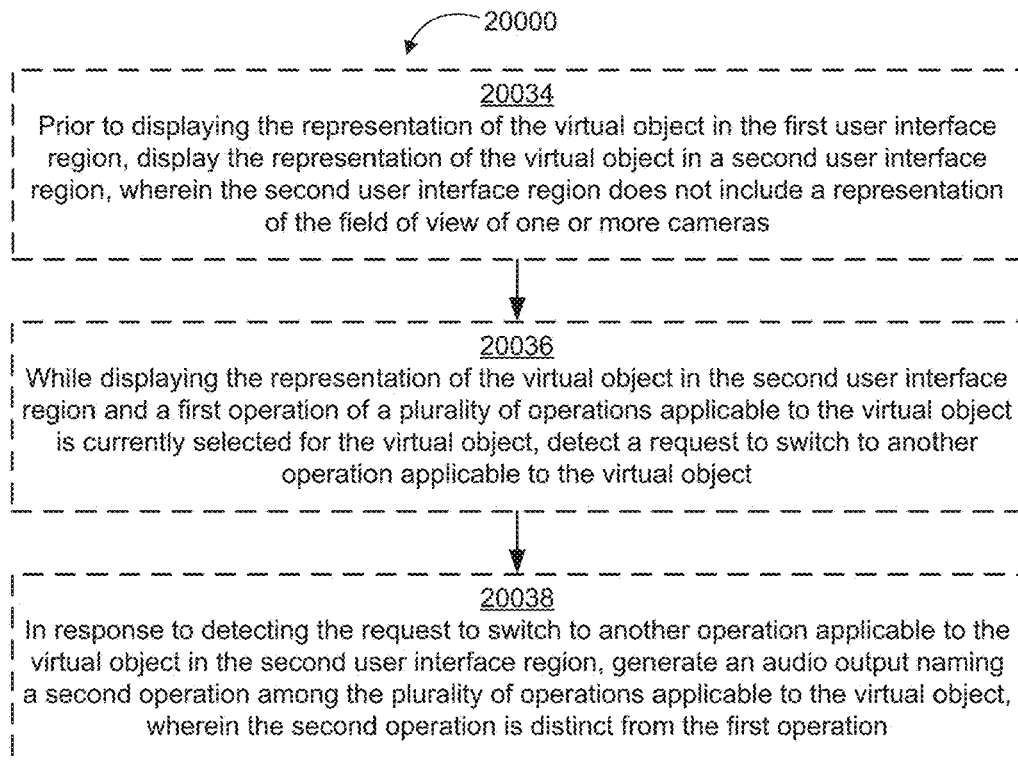 20000
20034
Prior to displaying the representation of the virtual object in the first user interface
region, display the representation of the virtual object in a second user interface
region, wherein the second user interface region does not include a representation
of the field of view of one or more cameras
20036
While displaying the representation of the virtual object in the second user interface
region and a first operation of a plurality of operations applicable to the virtual object
is currently selected for the virtual object, detect a request to switch to another
operation applicable to the virtual object
20038
In response to detecting the request to switch to another operation applicable to the
virtual object in the second user interface region, generate an audio output naming
a second operation among the plurality of operations applicable to the virtual object,
wherein the second operation is distinct from the first operation